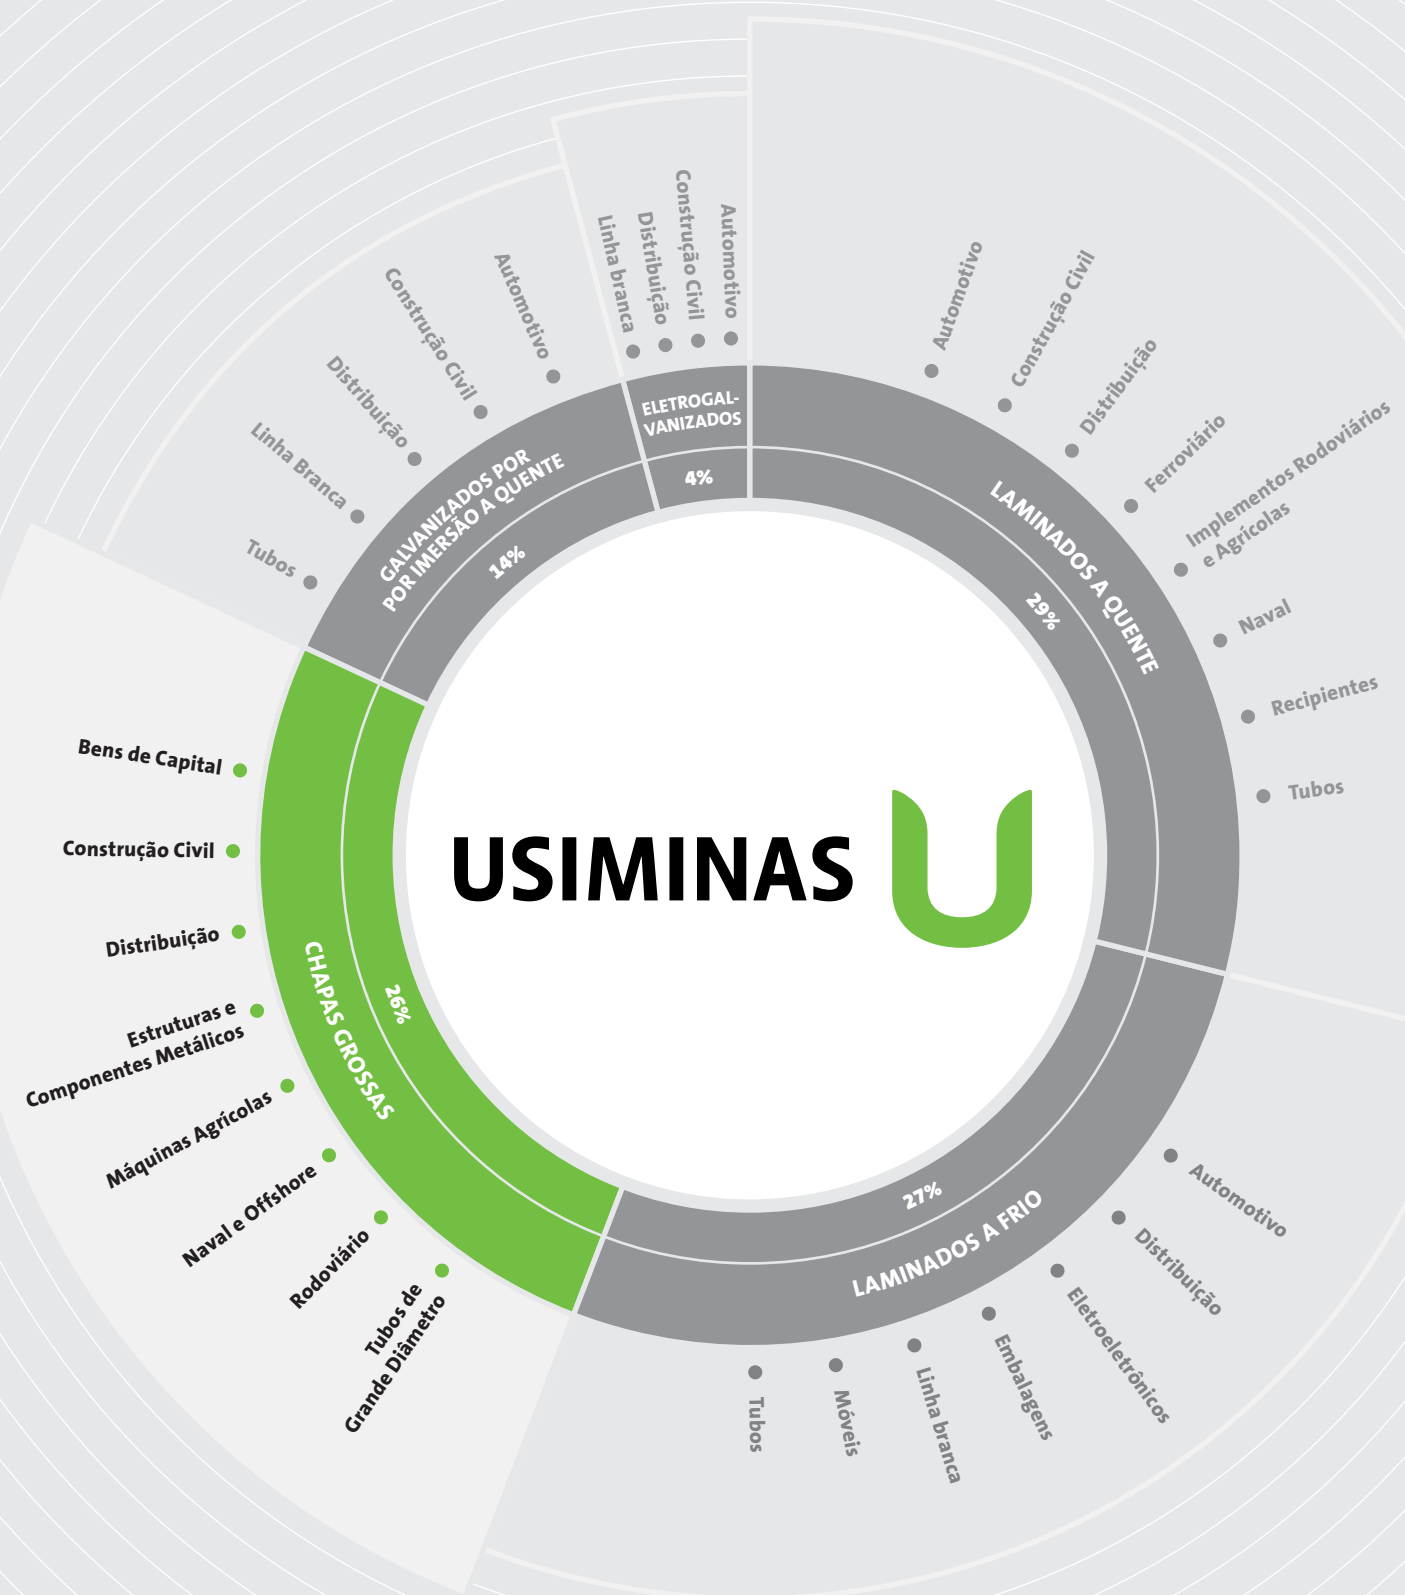 USIMINAS
LAMINADOS A QUENTE
29%
Automotivo
Construção Civil
Distribuição
Ferroviário
Implementos Rodoviários
e Agrícolas
Naval
Recipientes
Tubos
LAMINADOS A FRIO
27%
Automotivo
Distribuição
Eletroeletrônicos
Embalagens
Linha branca
Móveis
Tubos
CHAPAS GROSSAS
26%
Bens de Capital
Construção Civil
Distribuição
Estruturas e
Componentes Metálicos
Máquinas Agrícolas
Naval e Offshore
Rodoviário
Tubos de
Grande Diâmetro
GALVANIZADOS POR
POR IMERSÃO A QUENTE
14%
Tubos
Linha Branca
Distribuição
Construção Civil
Automotivo
ELETROGAL-
VANIZADOS
4%
Linha branca
Distribuição
Construção Civil
Automotivo